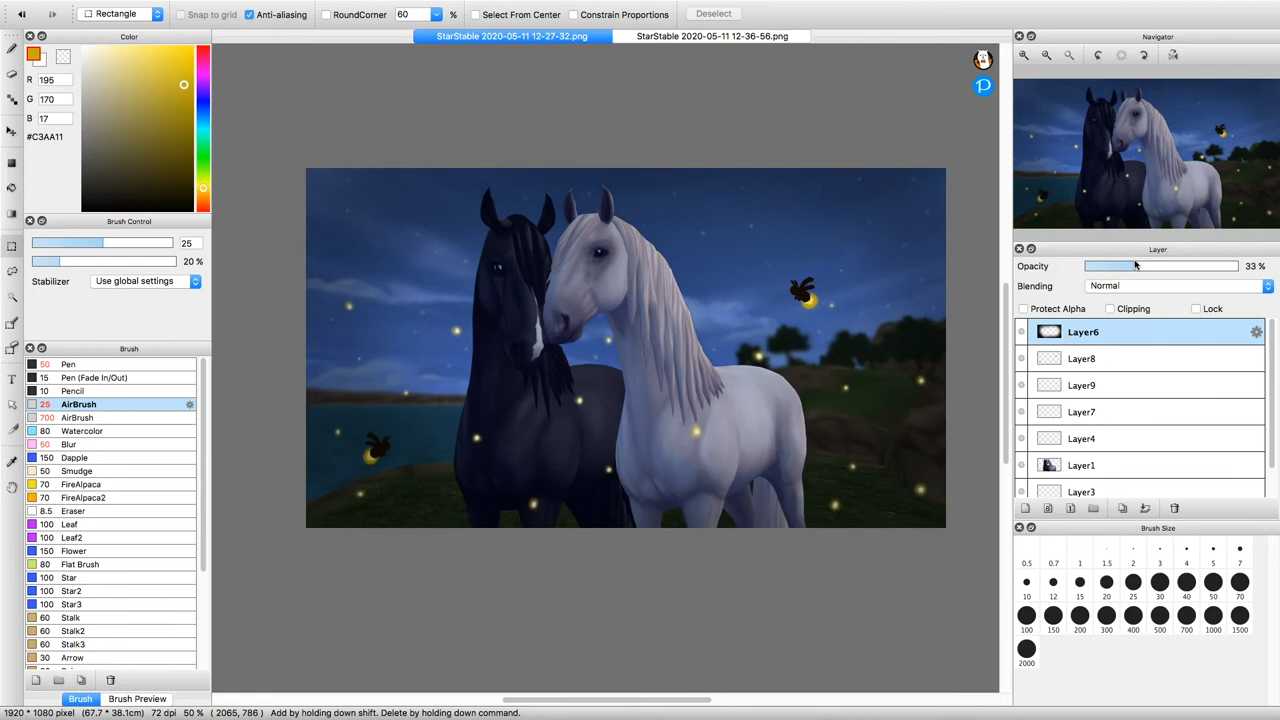 Rectangle Snap to grid Anti-aliasing RoundCorner 60 % Select From Center Constrain Proportions Deselect
StarStable 2020-05-11 12-27-32.png StarStable 2020-05-11 12-36-56.png
Color
R 195
G 170
B 17
#C3AA11
Brush Control
25
20 %
Stabilizer Use global settings
Brush
50 Pen
15 Pen (Fade In/Out)
10 Pencil
25 AirBrush
700 AirBrush
80 Watercolor
50 Blur
150 Dapple
50 Smudge
70 FireAlpaca
70 FireAlpaca2
8.5 Eraser
100 Leaf
100 Leaf2
150 Flower
80 Flat Brush
100 Star
100 Star2
100 Star3
60 Stalk
60 Stalk2
60 Stalk3
30 Arrow
Brush Brush Preview
Navigator
Layer
Opacity 33 %
Blending Normal
Protect Alpha Clipping Lock
Layer6
Layer8
Layer9
Layer7
Layer4
Layer1
Layer3
Brush Size
0.5 0.7 1 1.5 2 3 4 5 7
10 12 15 20 25 30 40 50 70
100 150 200 300 400 500 700 1000 1500
2000
1920 * 1080 pixel (67.7 * 38.1cm) 72 dpi 50 % ( 2065, 786 ) Add by holding down shift. Delete by holding down command.